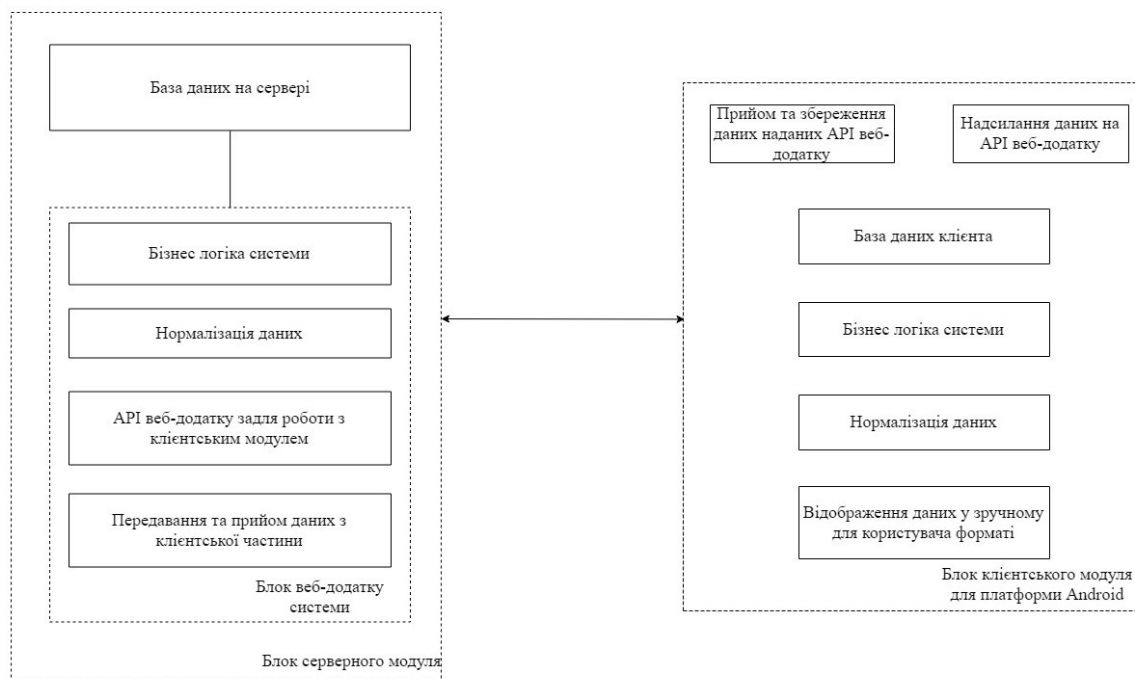 База даних на сервері
Бізнес логіка системи
Нормалізація даних
API веб-додатку задля роботи з
клієнтським модулем
Передавання та прийом даних з
клієнтської частини
Блок веб-додатку
системи
Блок серверного модуля
Прийом та збереження
даних наданих API веб-
додатку
Надсилання даних на
API веб-додатку
База даних клієнта
Бізнес логіка системи
Нормалізація даних
Відображення даних у зручному
для користувача форматі
Блок клієнтського модуля
для платформи Android